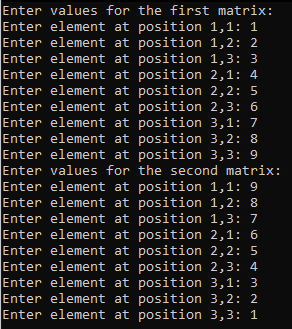 Enter values for the first matrix:
Enter element at position 1,1: 1
Enter element at position 1,2: 2
Enter element at position 1,3: 3
Enter element at position 2,1: 4
Enter element at position 2,2: 5
Enter element at position 2,3: 6
Enter element at position 3,1: 7
Enter element at position 3,2: 8
Enter element at position 3,3: 9
Enter values for the second matrix:
Enter element at position 1,1: 9
Enter element at position 1,2: 8
Enter element at position 1,3: 7
Enter element at position 2,1: 6
Enter element at position 2,2: 5
Enter element at position 2,3: 4
Enter element at position 3,1: 3
Enter element at position 3,2: 2
Enter element at position 3,3: 1